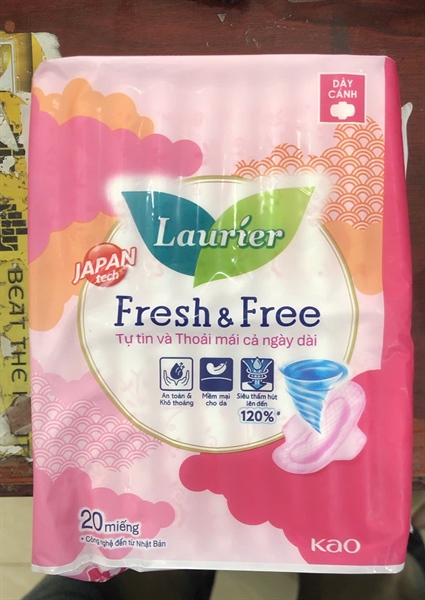 DÀY
CÁNH
Laurier
JAPAN
tech
Fresh & Free
Tự tin và Thoải mái cả ngày dài
An toàn &
Khô thoáng
Mềm mại
cho da
Siêu thấm hút
lên đến
120%*
20 miếng
• Công nghệ đến từ Nhật Bản
Kao
BEAT THE